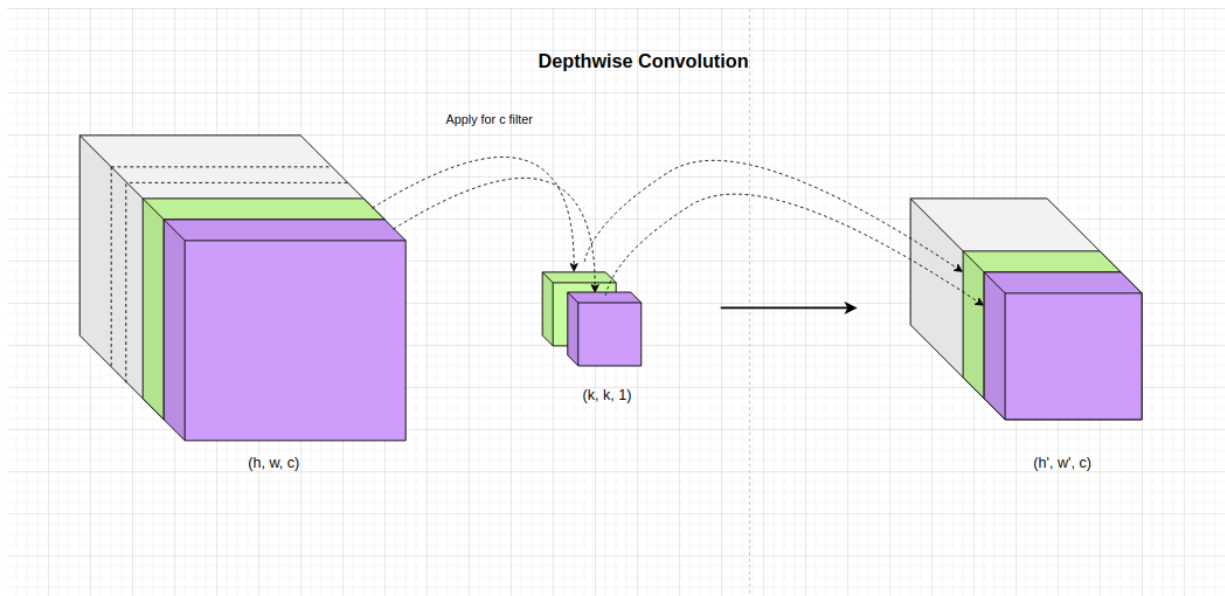 Depthwise Convolution
Apply for c filter
(k, k, 1)
(h, w, c)
(h', w', c)